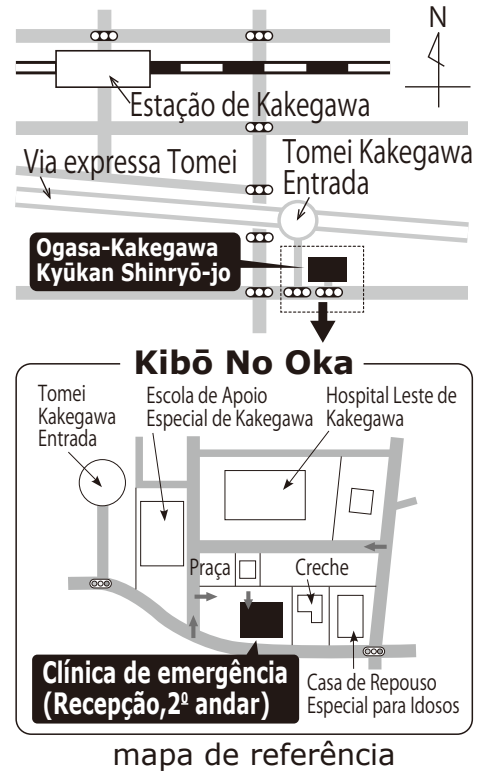 N
Estação de Kakegawa
Via expressa Tomei
Tomei Kakegawa
Entrada
Ogasa-Kakegawa
Kyūkan Shinryō-jo
Kibō No Oka
Tomei
Kakegawa
Entrada
Escola de Apoio
Especial de Kakegawa
Hospital Leste de
Kakegawa
Praça
Creche
Clínica de emergência
(Recepção,2º andar)
Casa de Repouso
Especial para Idosos
mapa de referência